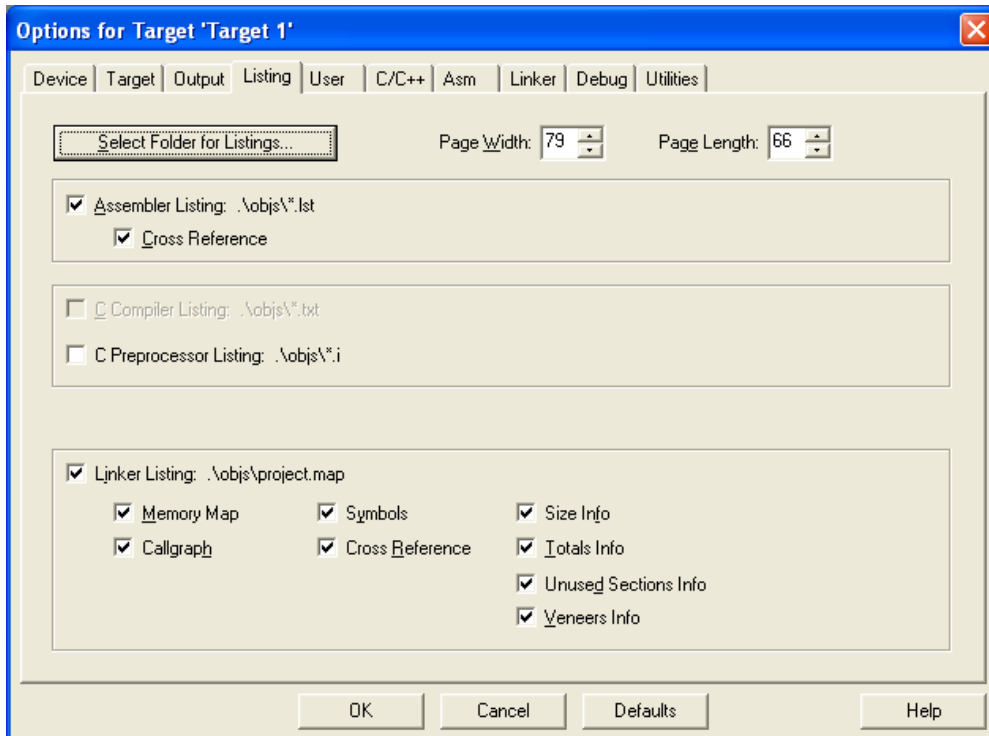 Options for Target 'Target 1'
Device Target Output Listing User C/C++ Asm Linker Debug Utilities
Select Folder for Listings... Page Width: 79 Page Length: 66
Assembler Listing: .\objs\*.lst
Cross Reference
C Compiler Listing: .\objs\*.txt
C Preprocessor Listing: .\objs\*.i
Linker Listing: .\objs\project.map
Memory Map Symbols Size Info
Callgraph Cross Reference Totals Info
Unused Sections Info
Veneers Info
OK Cancel Defaults Help